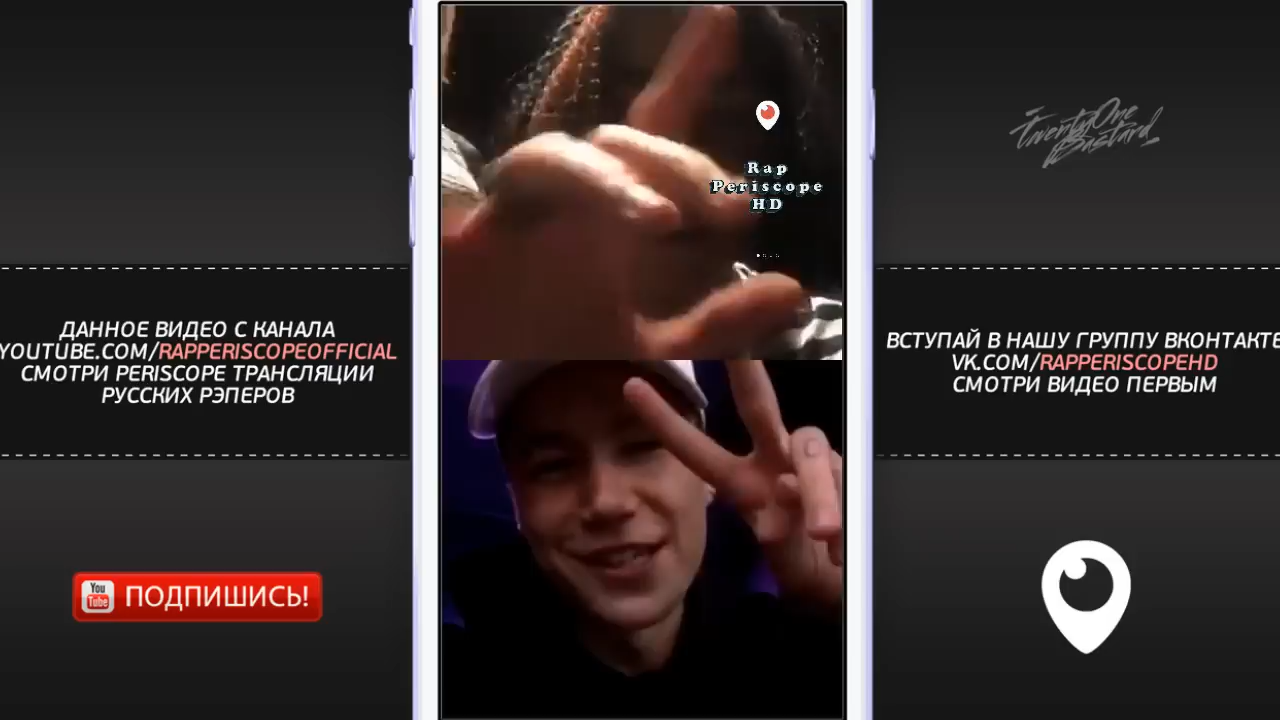 ДАННОЕ ВИДЕО С КАНАЛА
YOUTUBE.COM/RAPPERISCOPEOFFICIAL
СМОТРИ PERISCOPE ТРАНСЛЯЦИИ
РУССКИХ РЭПЕРОВ
You
Tube
ПОДПИШИСЬ!
Rap
Periscope
HD
TwentyOne
Bastard
ВСТУПАЙ В НАШУ ГРУППУ ВКОНТАКТЕ
VK.COM/RAPPERISCOPEHD
СМОТРИ ВИДЕО ПЕРВЫМ